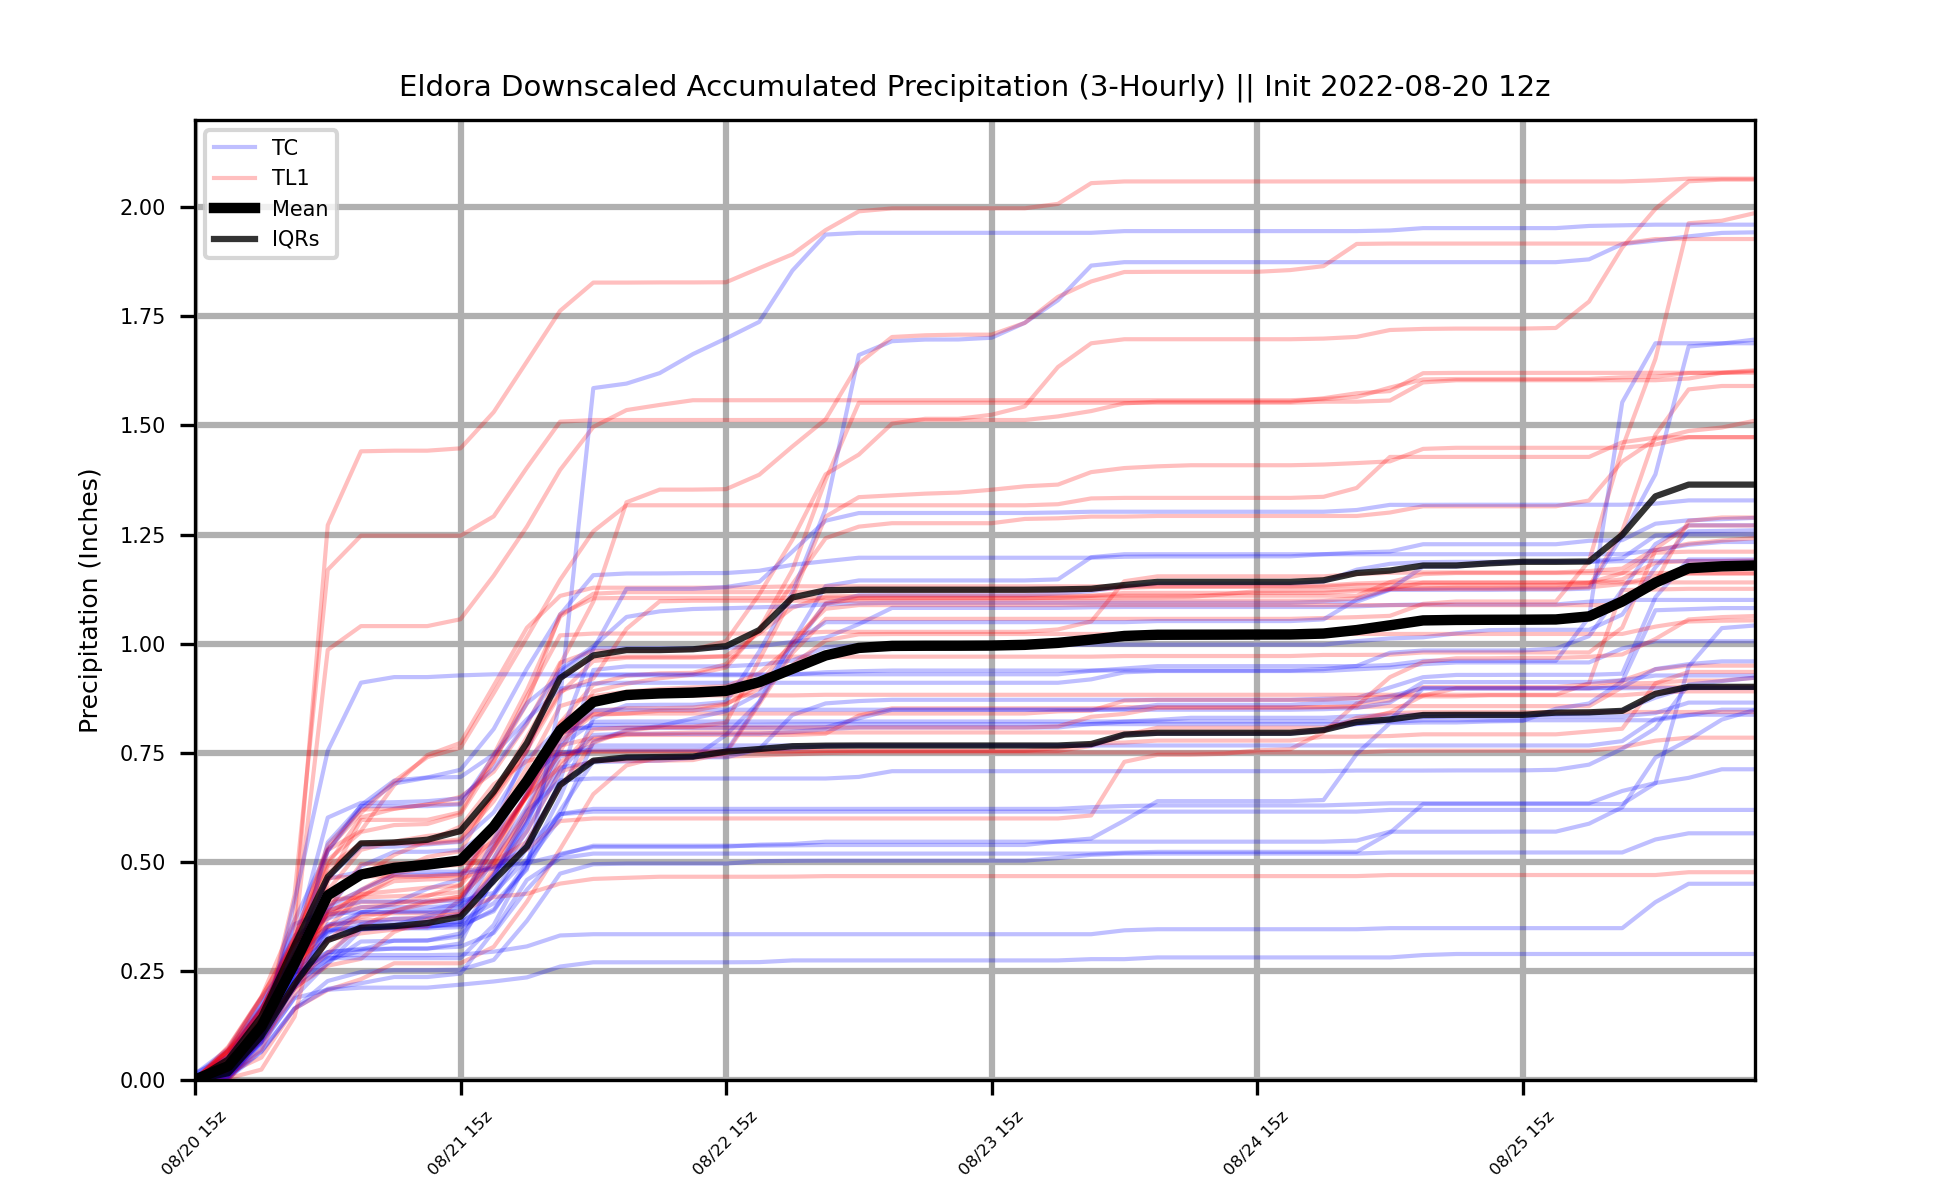 Eldora Downscaled Accumulated Precipitation (3-Hourly) || Init 2022-08-20 12z
TC
TL1
Mean
IQRs
Precipitation (Inches)
2.00
1.75
1.50
1.25
1.00
0.75
0.50
0.25
0.00
08/20 15z
08/21 15z
08/22 15z
08/23 15z
08/24 15z
08/25 15z